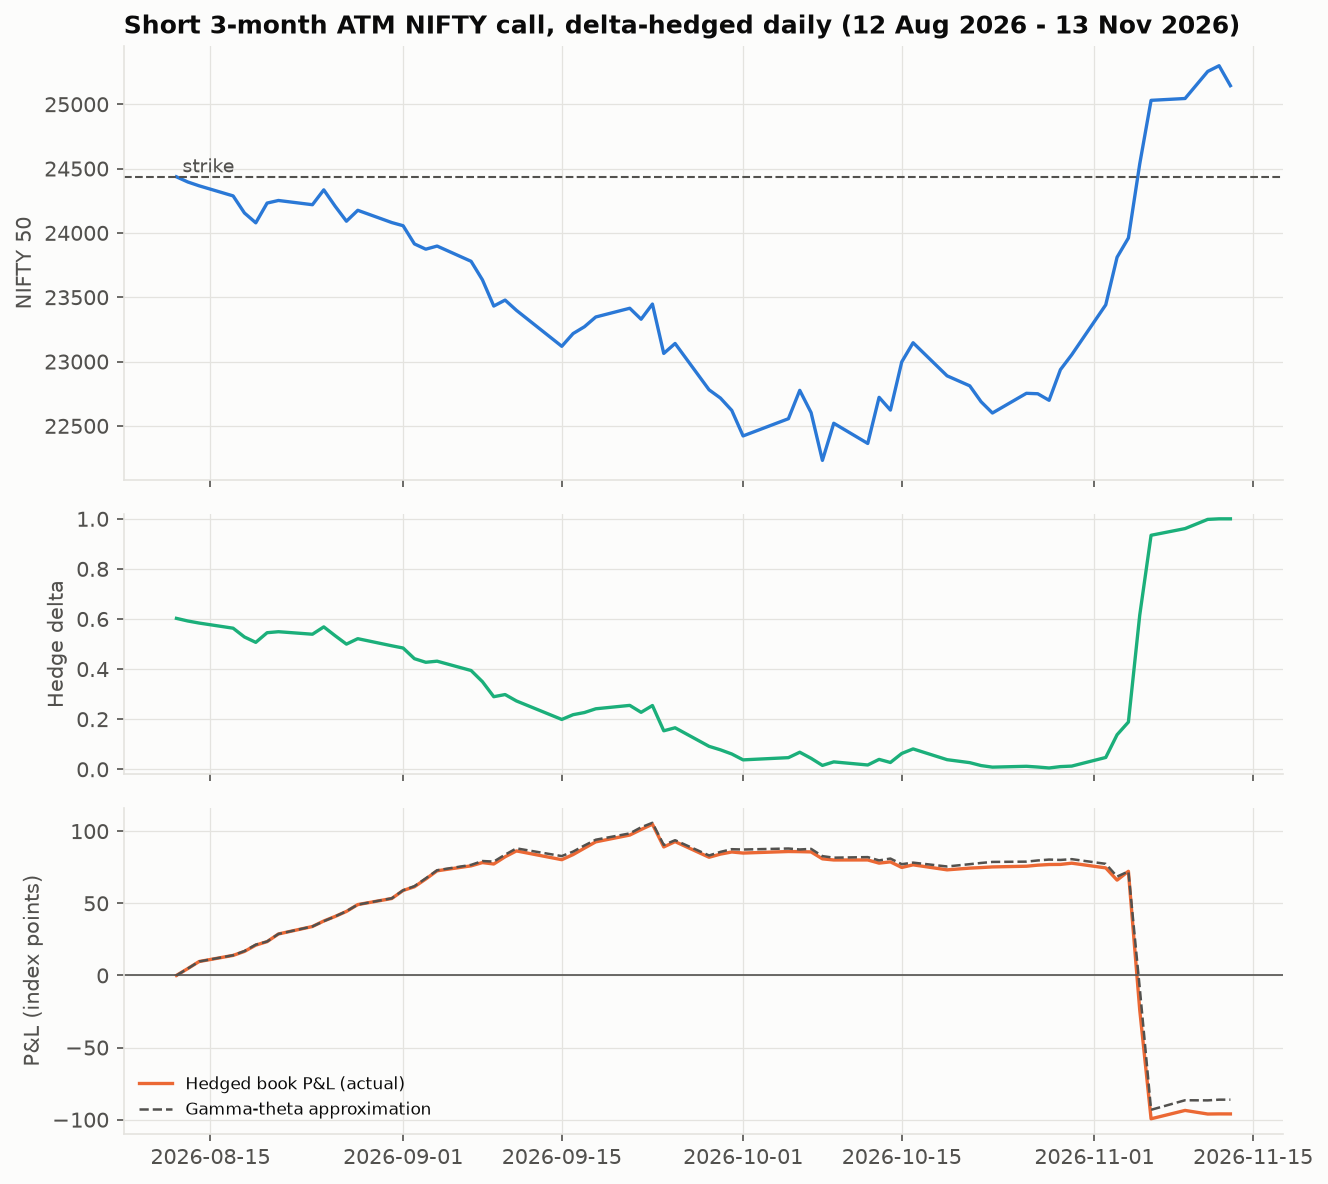 Short 3-month ATM NIFTY call, delta-hedged daily (12 Aug 2026 - 13 Nov 2026)
NIFTY 50
25000
24500
24000
23500
23000
22500
strike
Hedge delta
1.0
0.8
0.6
0.4
0.2
0.0
P&L (index points)
100
50
0
−50
−100
Hedged book P&L (actual)
Gamma-theta approximation
2026-08-15 2026-09-01 2026-09-15 2026-10-01 2026-10-15 2026-11-01 2026-11-15